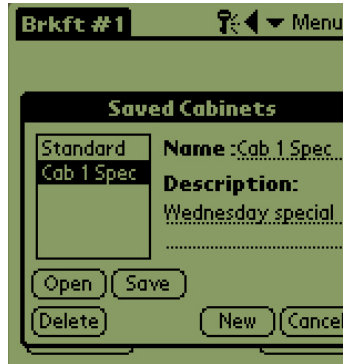 Brkft #1 Menu
Saved Cabinets
Standard
Cab 1 Spec
Name :Cab 1 Spec
Description:
Wednesday special
Open Save
Delete New Cancel